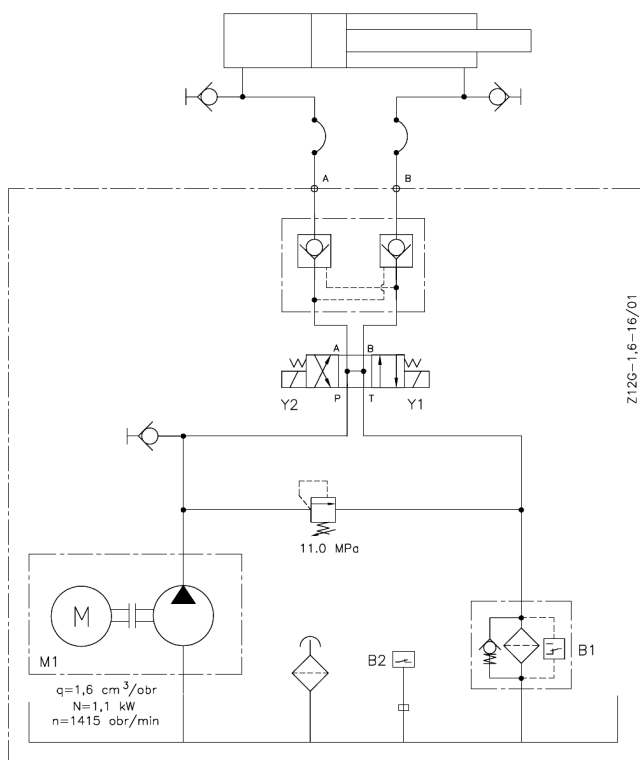 A
B
Z12G-1,6-16/01
A
B
Y2
P
T
Y1
11.0 MPa
M
M1
B2
B1
q=1,6 cm³/obr
N=1,1 kW
n=1415 obr/min